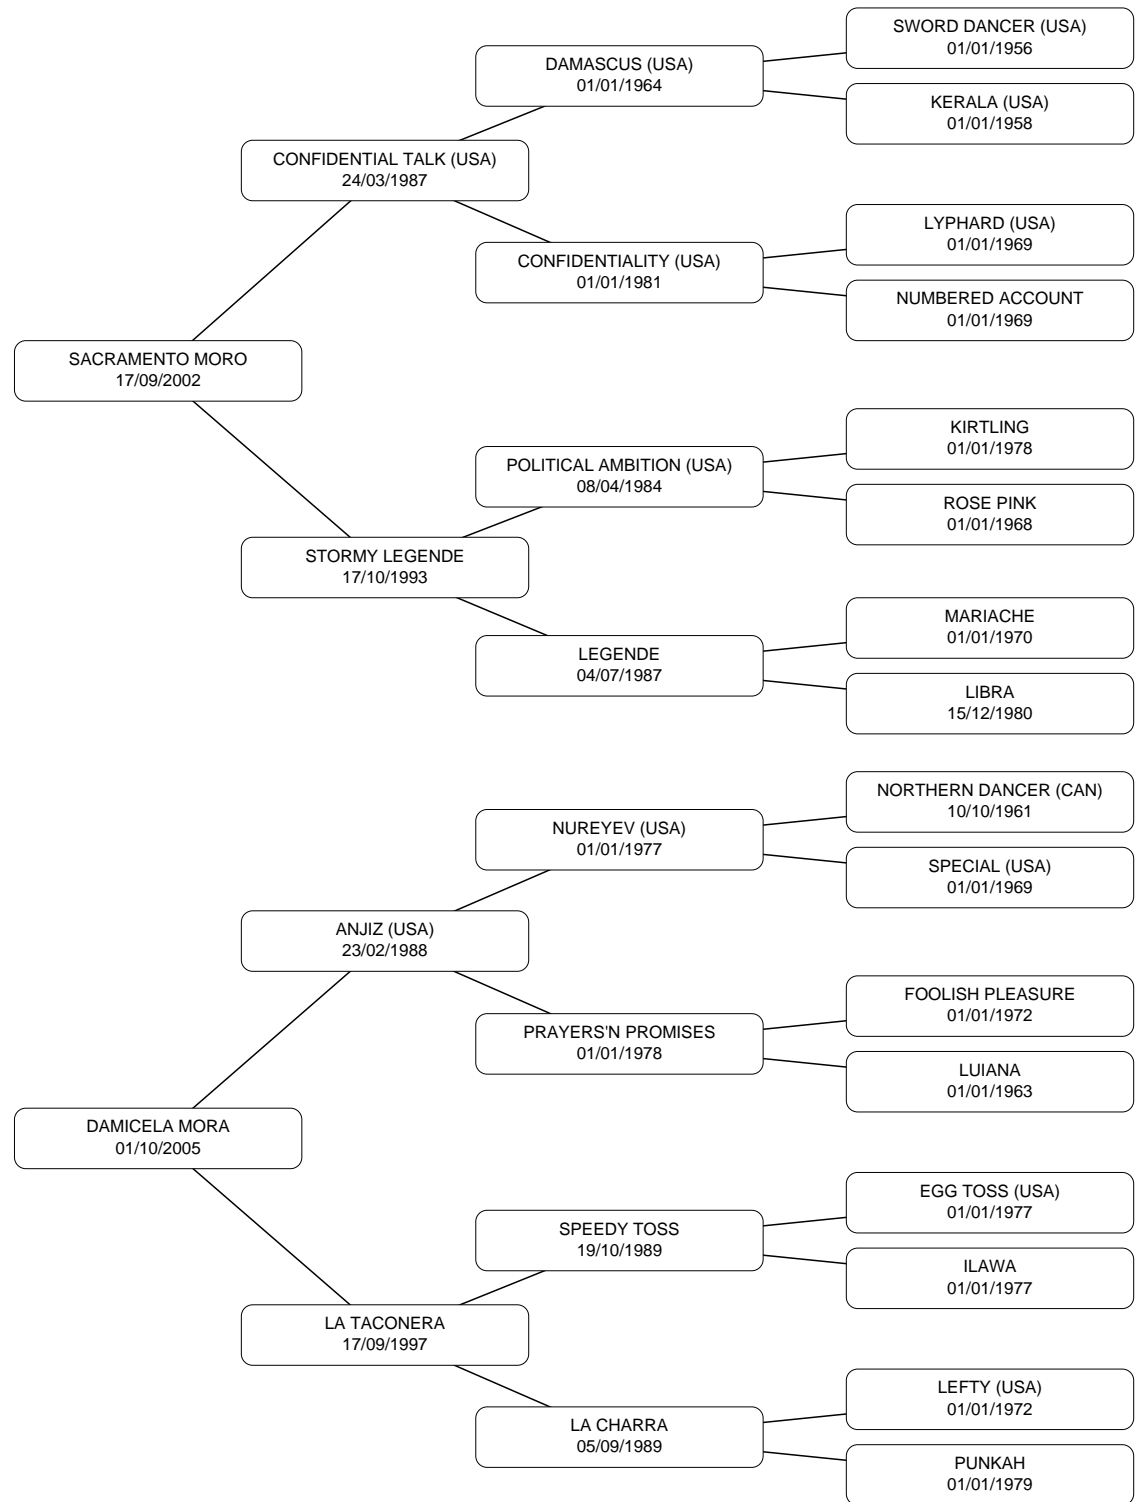 SWORD DANCER (USA)
01/01/1956
DAMASCUS (USA)
01/01/1964
KERALA (USA)
01/01/1958
CONFIDENTIAL TALK (USA)
24/03/1987
LYPHARD (USA)
01/01/1969
CONFIDENTIALITY (USA)
01/01/1981
NUMBERED ACCOUNT
01/01/1969
SACRAMENTO MORO
17/09/2002
KIRTLING
01/01/1978
POLITICAL AMBITION (USA)
08/04/1984
ROSE PINK
01/01/1968
STORMY LEGENDE
17/10/1993
MARIACHE
01/01/1970
LEGENDE
04/07/1987
LIBRA
15/12/1980
NORTHERN DANCER (CAN)
10/10/1961
NUREYEV (USA)
01/01/1977
SPECIAL (USA)
01/01/1969
ANJIZ (USA)
23/02/1988
FOOLISH PLEASURE
01/01/1972
PRAYERS'N PROMISES
01/01/1978
LUIANA
01/01/1963
DAMICELA MORA
01/10/2005
EGG TOSS (USA)
01/01/1977
SPEEDY TOSS
19/10/1989
ILAWA
01/01/1977
LA TACONERA
17/09/1997
LEFTY (USA)
01/01/1972
LA CHARRA
05/09/1989
PUNKAH
01/01/1979